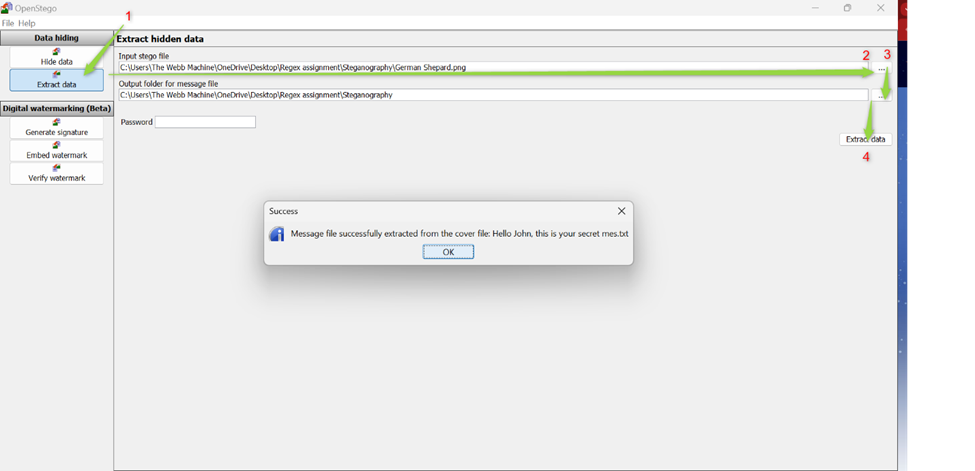 OpenStego
File Help
1
Data hiding
Hide data
Extract data
Digital watermarking (Beta)
Generate signature
Embed watermark
Verify watermark
Extract hidden data
Input stego file
2 3
C:\Users\The Webb Machine\OneDrive\Desktop\Regex assignment\Steganography\German Shepard.png
...
Output folder for message file
C:\Users\The Webb Machine\OneDrive\Desktop\Regex assignment\Steganography
...
Password
Extract data
4
Success
Message file successfully extracted from the cover file: Hello John, this is your secret mes.txt
OK